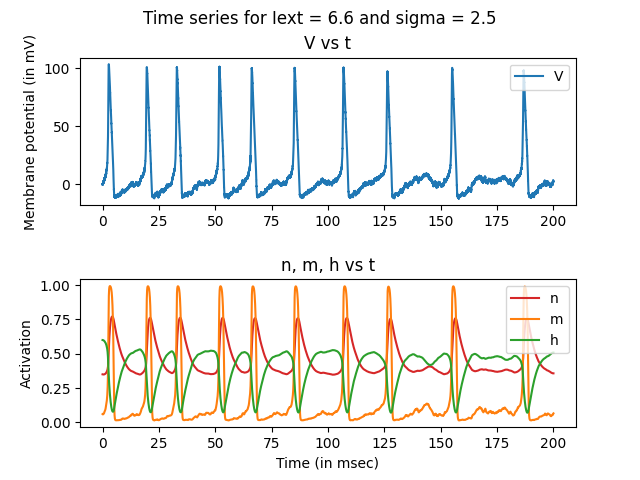 Time series for Iext = 6.6 and sigma = 2.5
V vs t
Membrane potential (in mV)
100
50
0
V
0 25 50 75 100 125 150 175 200
n, m, h vs t
Activation
1.00
0.75
0.50
0.25
0.00
n
m
h
0 25 50 75 100 125 150 175 200
Time (in msec)